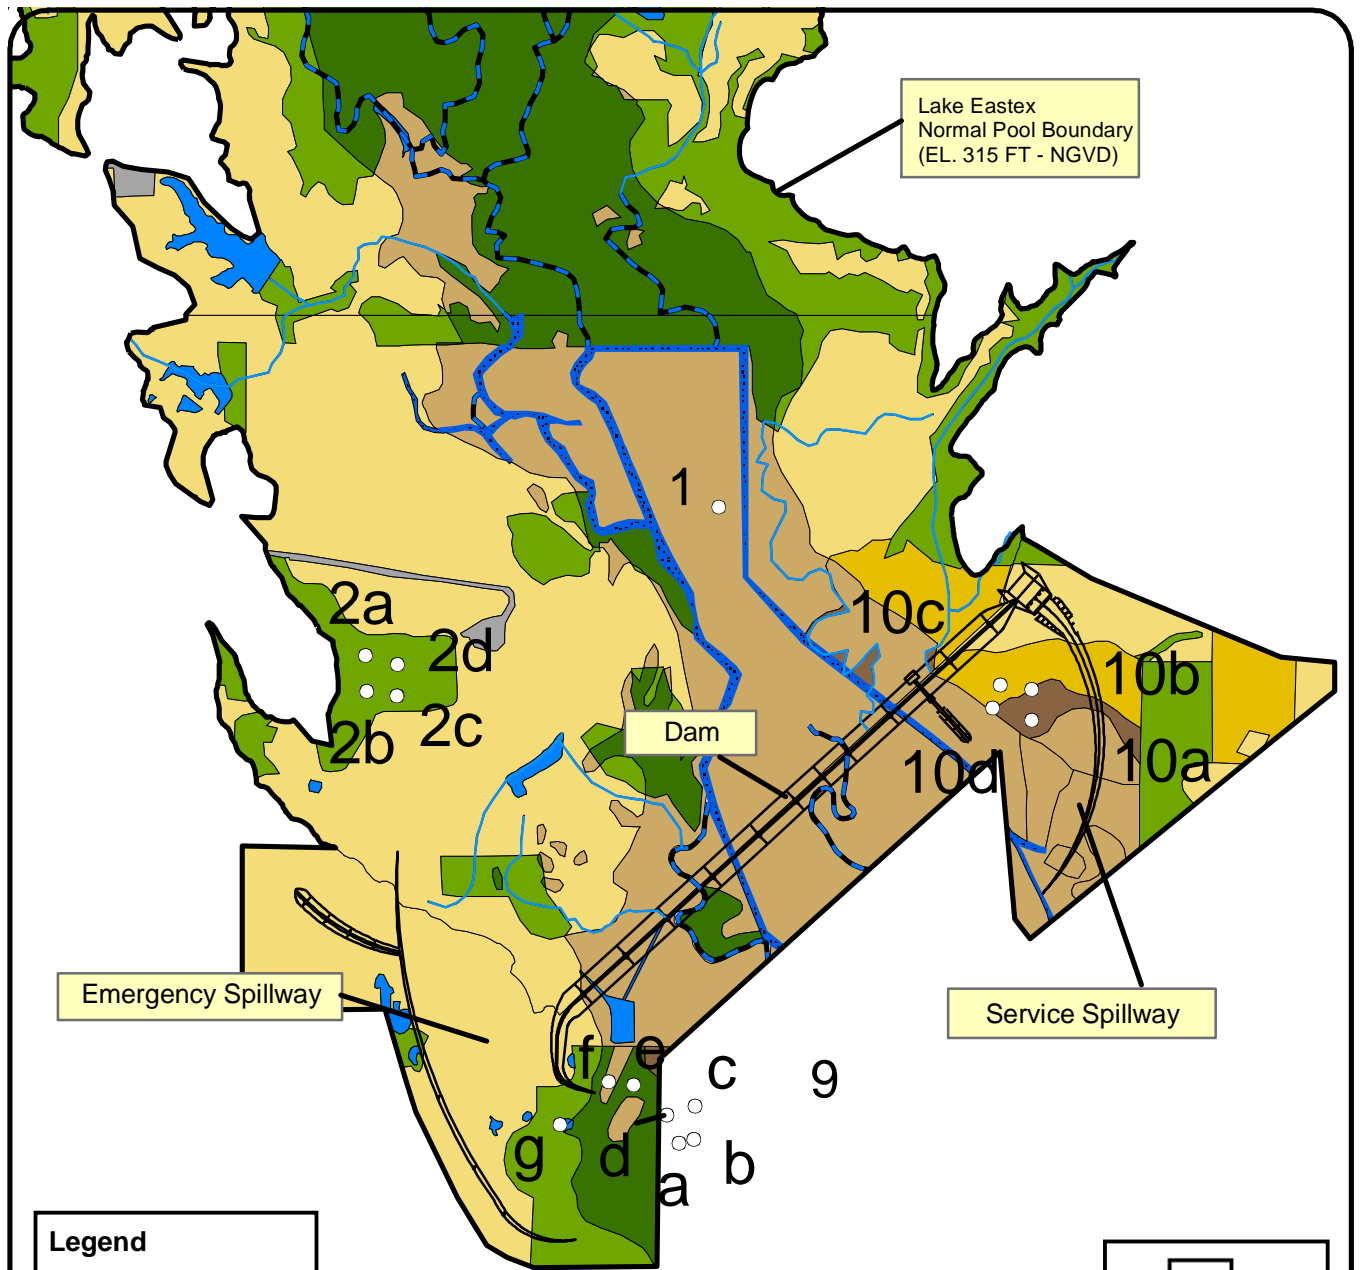 Lake Eastex
Normal Pool Boundary
(EL. 315 FT - NGVD)
1
2a
2d
2b
2c
10c
10b
10a
10d
Dam
Emergency Spillway
Service Spillway
f
e
c
9
g
d
a
b
Legend